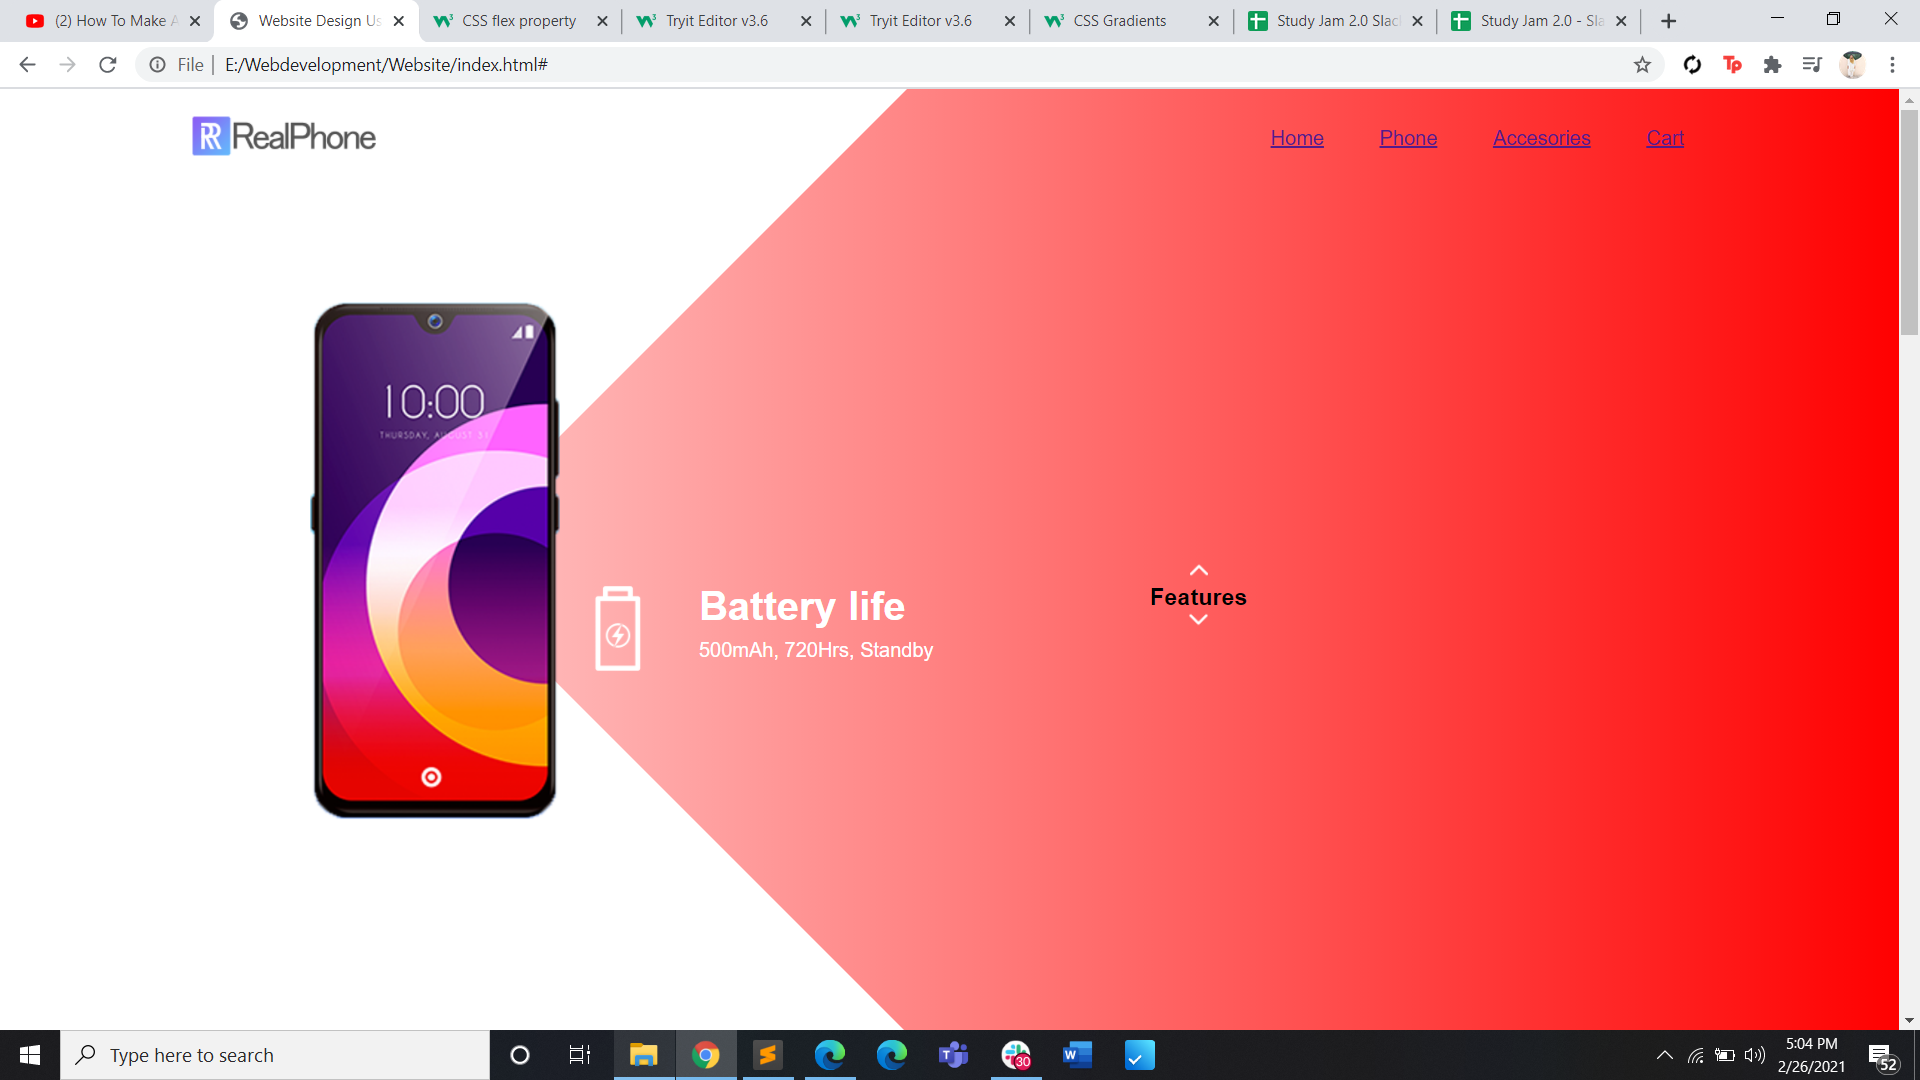 (2) How To Make A
Website Design Us
CSS flex property
Tryit Editor v3.6
Tryit Editor v3.6
CSS Gradients
Study Jam 2.0 Slac
Study Jam 2.0 - Sla
File
E:/Webdevelopment/Website/index.html#
Tp
RealPhone
Home
Phone
Accesories
Cart
10:00
THURSDAY, AUGUST 31
Battery life
500mAh, 720Hrs, Standby
Features
Type here to search
30
5:04 PM
2/26/2021
52